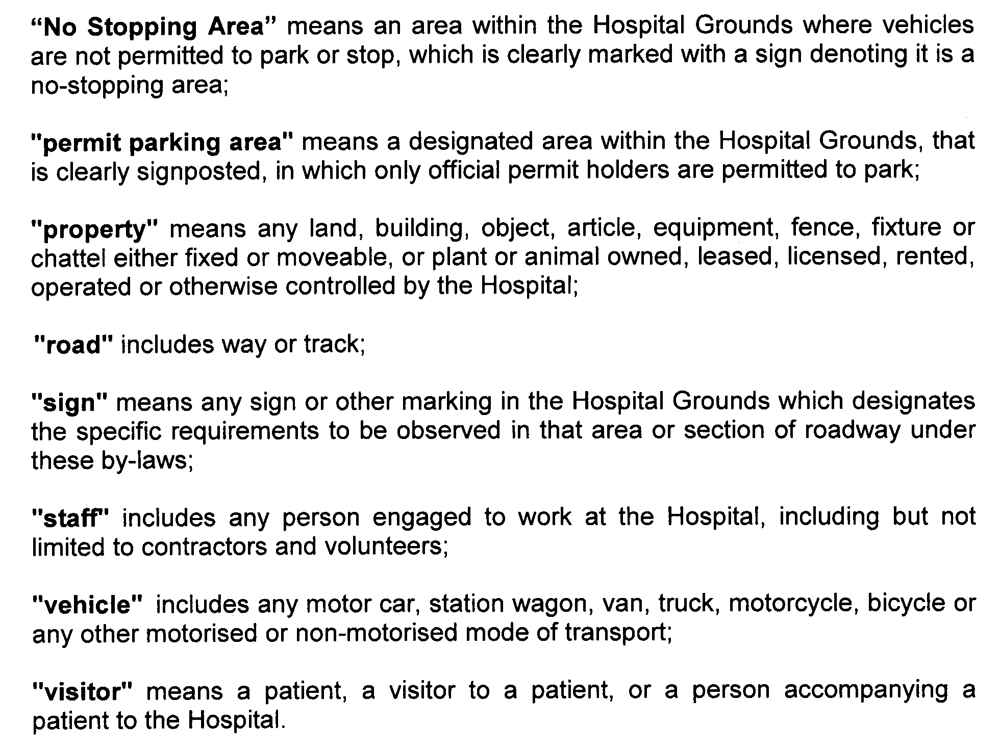 “No Stopping Area” means an area within the Hospital Grounds where vehicles
are not permitted to park or stop, which is clearly marked with a sign denoting it is a
no-stopping area;
"permit parking area" means a designated area within the Hospital Grounds, that
is clearly signposted, in which only official permit holders are permitted to park;
"property" means any land, building, object, article, equipment, fence, fixture or
chattel either fixed or moveable, or plant or animal owned, leased, licensed, rented,
operated or otherwise controlled by the Hospital;
"road" includes way or track;
"sign" means any sign or other marking in the Hospital Grounds which designates
the specific requirements to be observed in that area or section of roadway under
these by-laws;
"staff" includes any person engaged to work at the Hospital, including but not
limited to contractors and volunteers;
"vehicle" includes any motor car, station wagon, van, truck, motorcycle, bicycle or
any other motorised or non-motorised mode of transport;
"visitor" means a patient, a visitor to a patient, or a person accompanying a
patient to the Hospital.